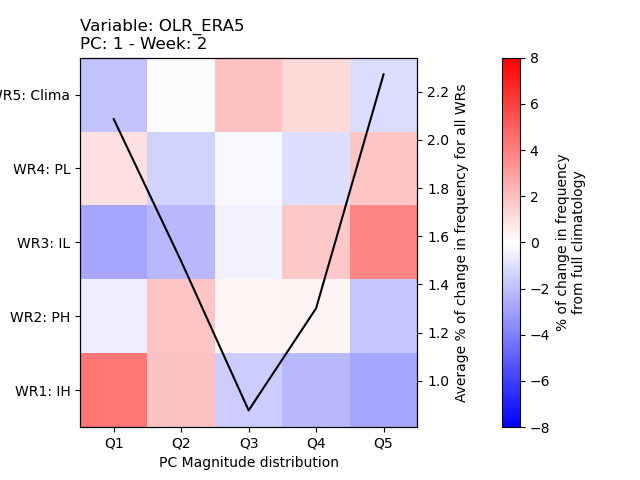 Variable: OLR_ERA5
PC: 1 - Week: 2
WR5: Clima
WR4: PL
WR3: IL
WR2: PH
WR1: IH
Q1 Q2 Q3 Q4 Q5
PC Magnitude distribution
2.2
2.0
1.8
1.6
1.4
1.2
1.0
Average % of change in frequency for all WRs
8
6
4
2
0
−2
−4
−6
−8
% of change in frequency
from full climatology